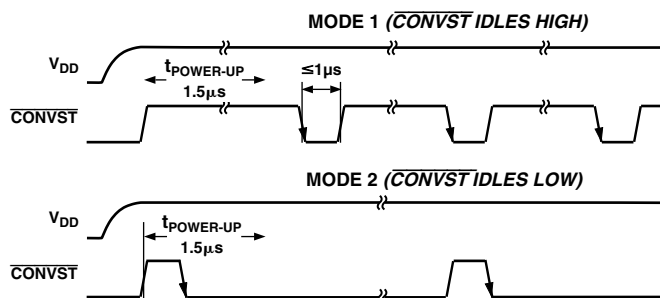 MODE 1 (CONVST IDLES HIGH)
VDD
tPOWER-UP
1.5µs
≤1µs
CONVST
MODE 2 (CONVST IDLES LOW)
VDD
tPOWER-UP
1.5µs
CONVST